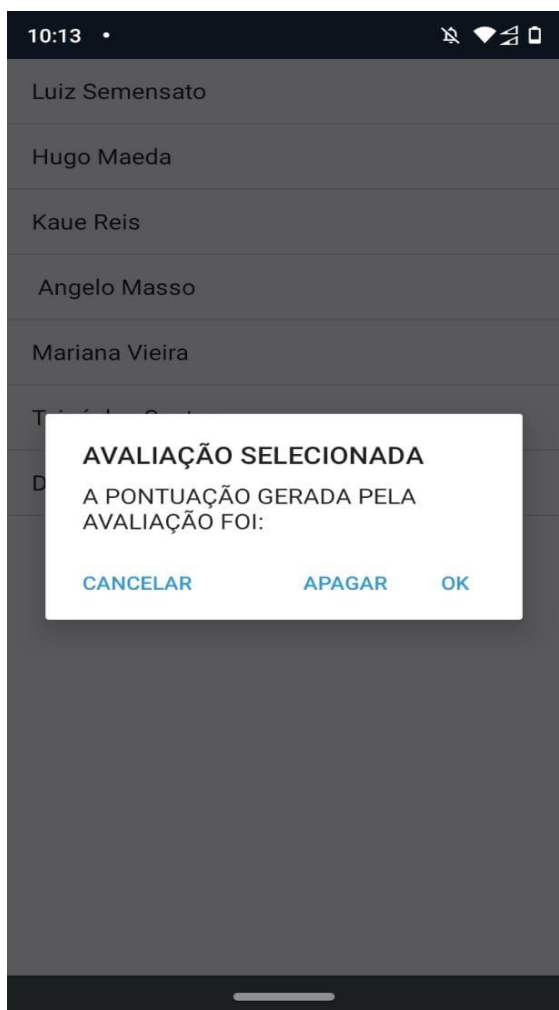 10:13
Luiz Semensato
Hugo Maeda
Kaue Reis
Angelo Masso
Mariana Vieira
AVALIAÇÃO SELECIONADA
A PONTUAÇÃO GERADA PELA
AVALIAÇÃO FOI:
CANCELAR APAGAR OK